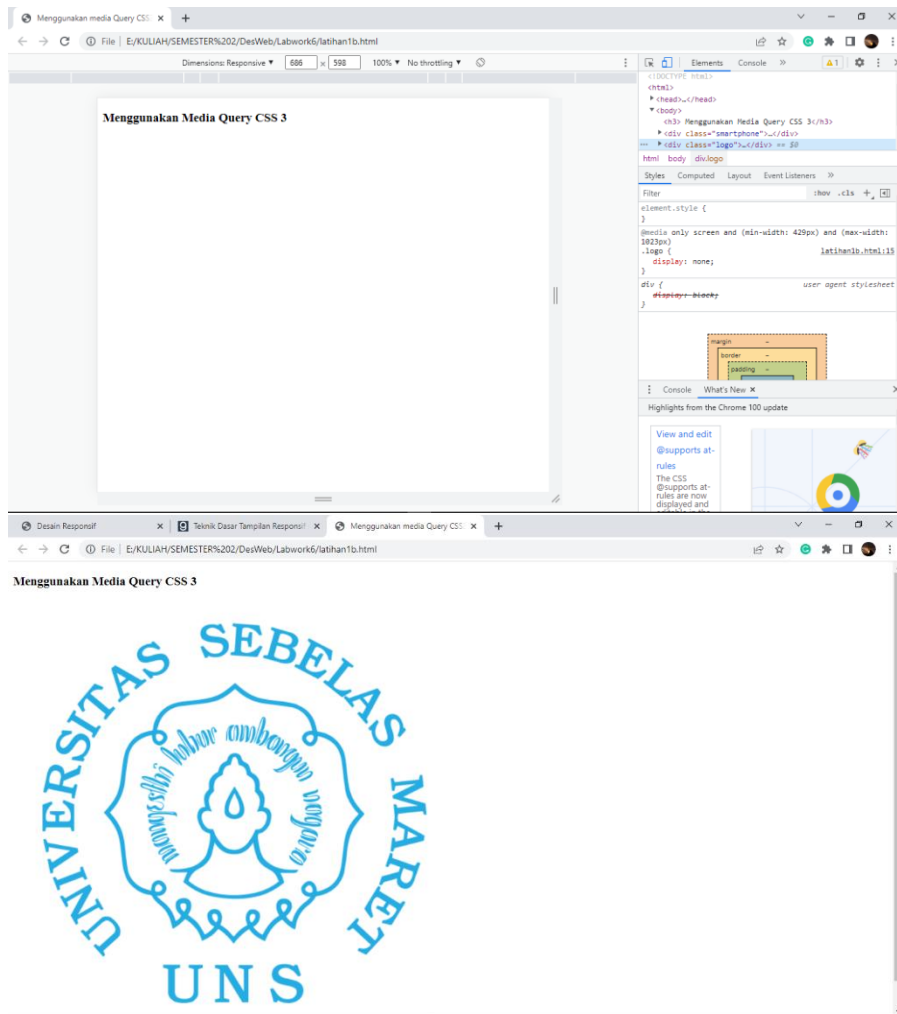 Menggunakan media Query CSS
File | E:/KULIAH/SEMESTER%202/DesWeb/Labwork6/latihan1b.html
Dimensions: Responsive ▼ 686 x 598 100% ▼ No throttling ▼
Elements Console » 1
<!DOCTYPE html>
<html>
<head>…</head>
<body>
<h3> Menggunakan Media Query CSS 3</h3>
<div class="smartphone">…</div>
<div class="logo">…</div> == $0
html body div.logo
Styles Computed Layout Event Listeners »
Filter :hov .cls +
element.style {
}
@media only screen and (min-width: 429px) and (max-width:
1023px)
.logo { latihan1b.html:15
display: none;
}
div { user agent stylesheet
display: block;
}
margin -
border -
padding -
Console What's New ×
Highlights from the Chrome 100 update
View and edit
@supports at-
rules
The CSS
@supports at-
rules are now
displayed and
Menggunakan Media Query CSS 3
Desain Responsif × Teknik Dasar Tampilan Responsif × Menggunakan media Query CSS × +
File | E:/KULIAH/SEMESTER%202/DesWeb/Labwork6/latihan1b.html
Menggunakan Media Query CSS 3
UNIVERSITAS SEBELAS MARET
mangesthi luhur ambangun nagara
UNS